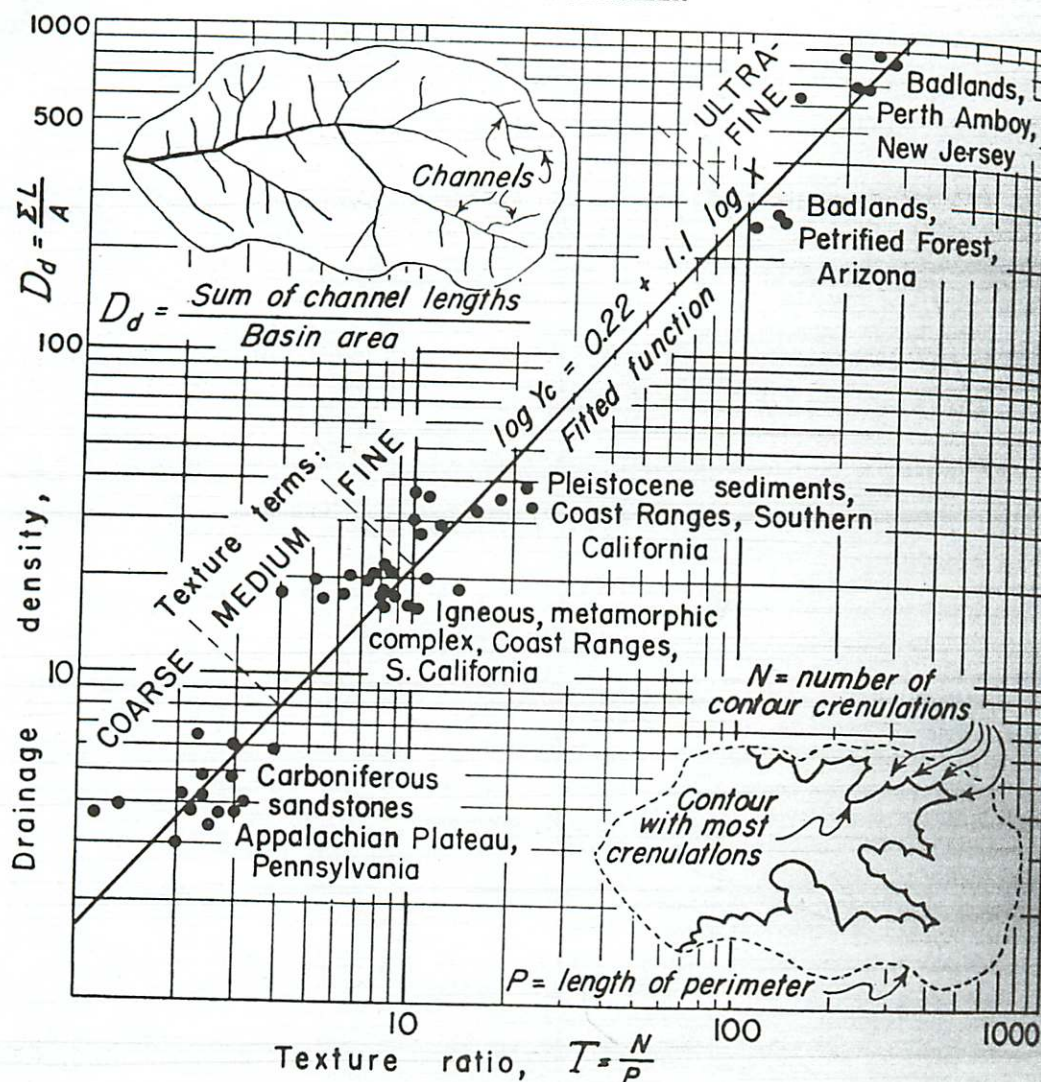 1000
500
100
10
Drainage density, D_d = ΣL/A
Channels
D_d = Sum of channel lengths
Basin area
ULTRA-
FINE
Badlands,
Perth Amboy,
New Jersey
Badlands,
Petrified Forest,
Arizona
log Yc = 0.22 + 1.1 log X
Fitted function
Texture terms:
COARSE
MEDIUM
FINE
Pleistocene sediments,
Coast Ranges, Southern
California
Igneous, metamorphic
complex, Coast Ranges,
S. California
Carboniferous
sandstones
Appalachian Plateau,
Pennsylvania
N = number of
contour crenulations
Contour
with most
crenulations
P = length of perimeter
10
100
1000
Texture ratio, T = N/P